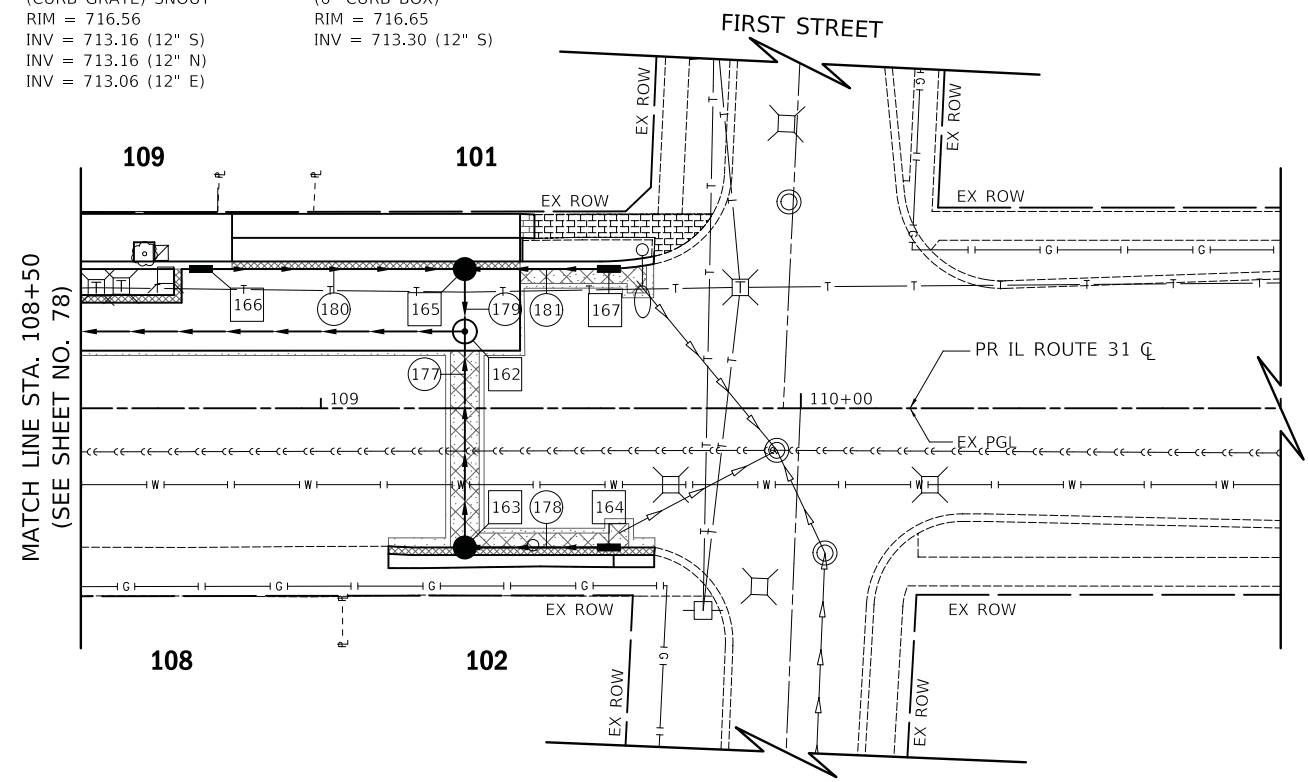 (CURB GRATE) SNOUT
RIM = 716.56
INV = 713.16 (12" S)
INV = 713.16 (12" N)
INV = 713.06 (12" E)
(6" CURB BOX)
RIM = 716.65
INV = 713.30 (12" S)
FIRST STREET
EX ROW
EX ROW
109
101
EX ROW
EX ROW
MATCH LINE STA. 108+50
(SEE SHEET NO. 78)
166
180
165
179
181
167
177
162
PR IL ROUTE 31 ℄
109
110+00
EX PGL
163
178
164
EX ROW
EX ROW
108
102
EX ROW
EX ROW